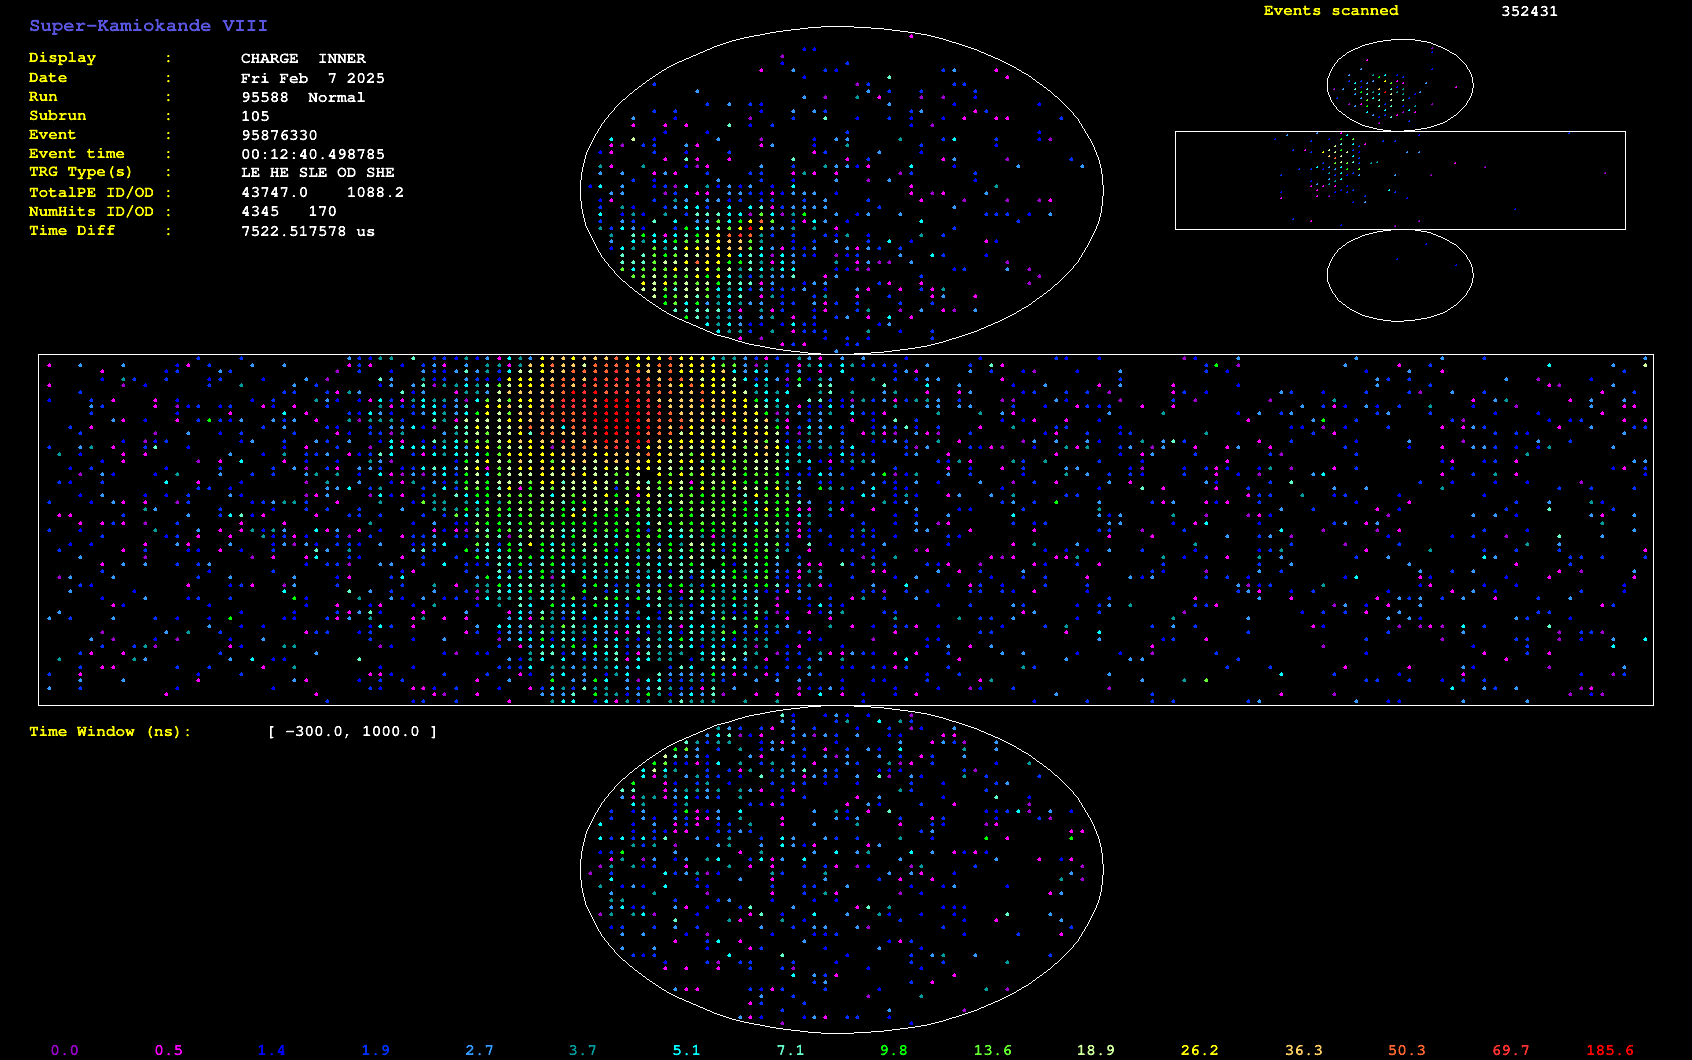 Super-Kamiokande VIII
Display : CHARGE INNER
Date : Fri Feb 7 2025
Run : 95588 Normal
Subrun : 105
Event : 95876330
Event time : 00:12:40.498785
TRG Type(s) : LE HE SLE OD SHE
TotalPE ID/OD : 43747.0 1088.2
NumHits ID/OD : 4345 170
Time Diff : 7522.517578 us
Events scanned 352431
Time Window (ns): [ -300.0, 1000.0 ]
0.0 0.5 1.4 1.9 2.7 3.7 5.1 7.1 9.8 13.6 18.9 26.2 36.3 50.3 69.7 185.6